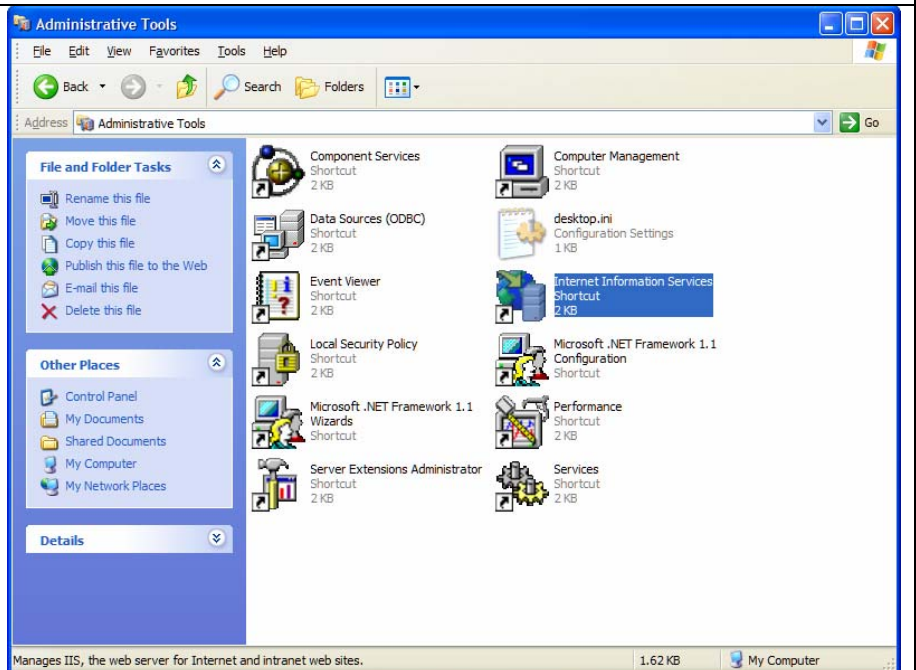 Administrative Tools
File Edit View Favorites Tools Help
Back Search Folders
Address Administrative Tools Go
File and Folder Tasks
Rename this file
Move this file
Copy this file
Publish this file to the Web
E-mail this file
Delete this file
Other Places
Control Panel
My Documents
Shared Documents
My Computer
My Network Places
Details
Component Services
Shortcut
2 KB
Computer Management
Shortcut
2 KB
Data Sources (ODBC)
Shortcut
2 KB
desktop.ini
Configuration Settings
1 KB
Event Viewer
Shortcut
2 KB
Internet Information Services
Shortcut
2 KB
Local Security Policy
Shortcut
2 KB
Microsoft .NET Framework 1.1
Configuration
Shortcut
Microsoft .NET Framework 1.1
Wizards
Shortcut
Performance
Shortcut
2 KB
Server Extensions Administrator
Shortcut
2 KB
Services
Shortcut
2 KB
Manages IIS, the web server for Internet and intranet web sites. 1.62 KB My Computer